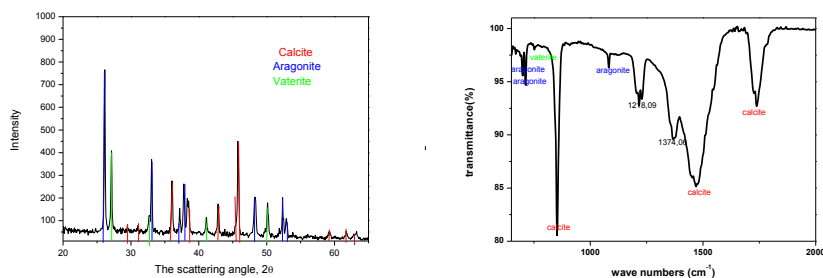 1000
900
800
700
600
500
400
300
200
100
Intensity
Calcite
Aragonite
Vaterite
20
30
40
50
60
The scattering angle, 2θ
100
95
90
85
80
transmittance(%)
vaterite
aragonite
aragonite
aragonite
1218,09
1374,06
calcite
calcite
calcite
1000
1500
2000
wave numbers (cm⁻¹)